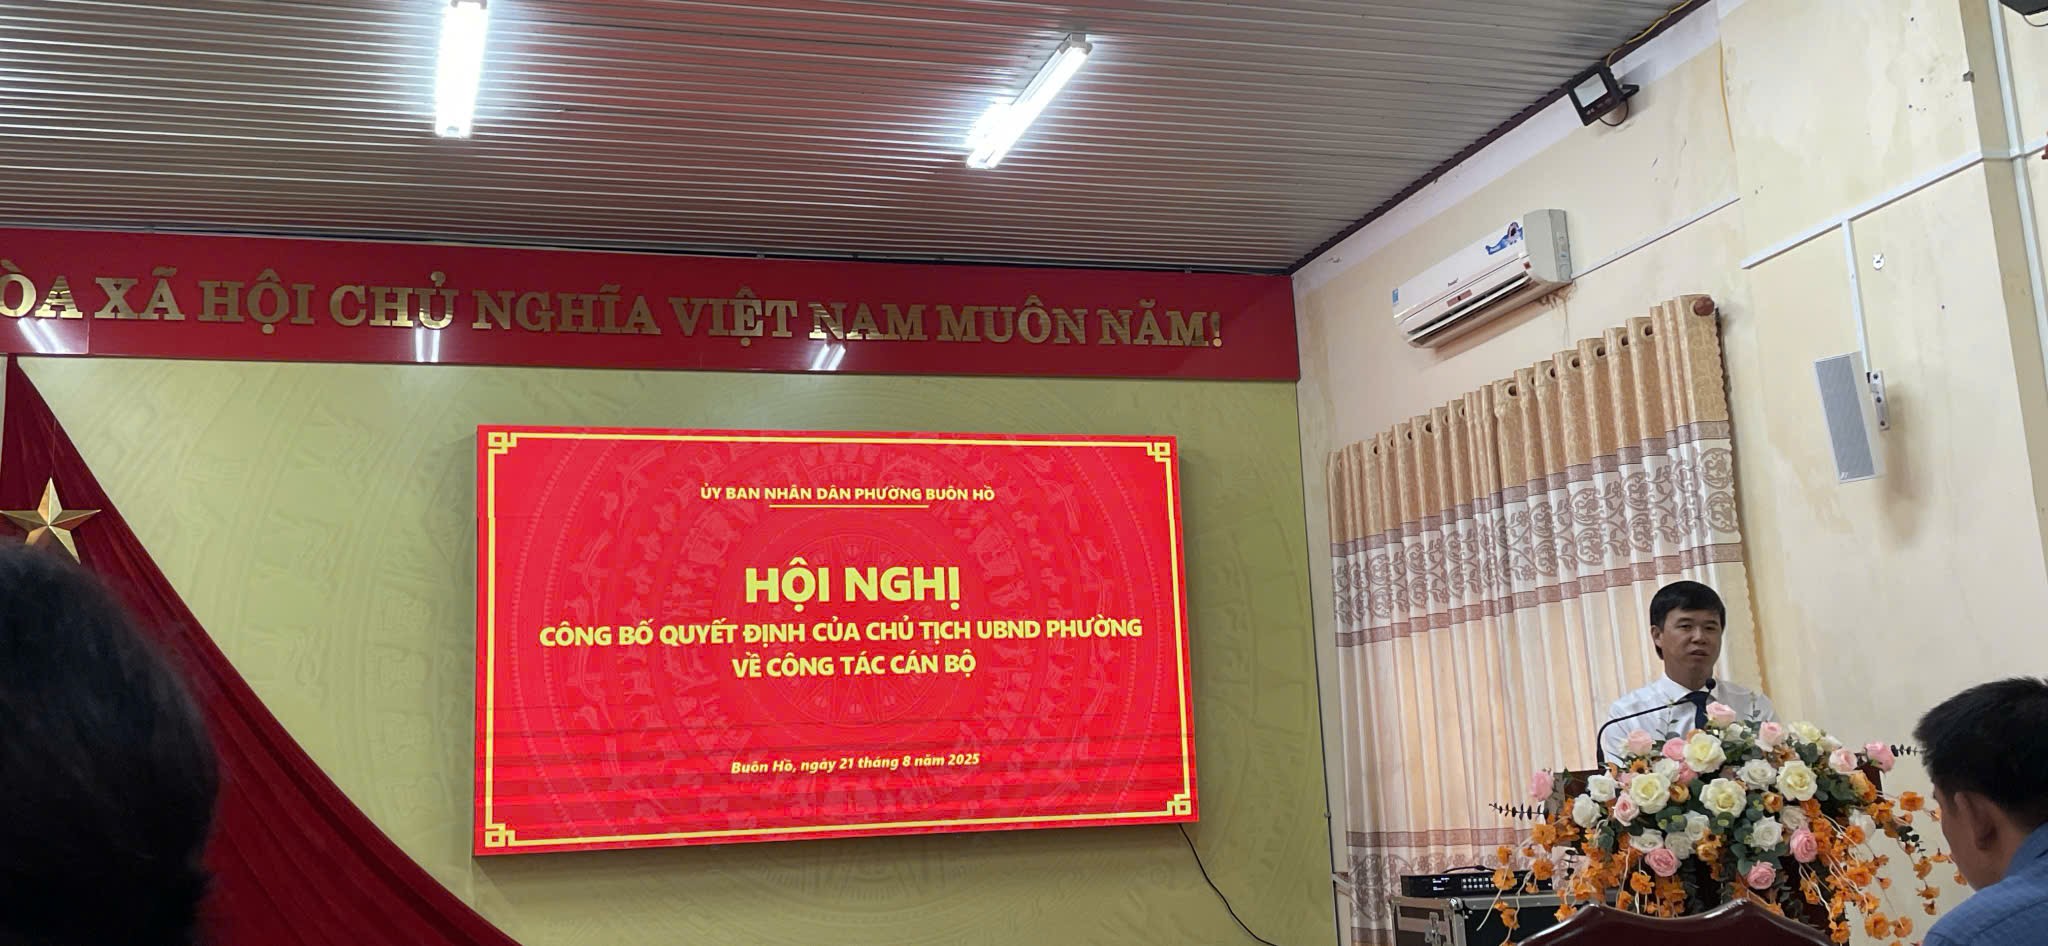 ÒA XÃ HỘI CHỦ NGHĨA VIỆT NAM MUÔN NĂM!
ỦY BAN NHÂN DÂN PHƯỜNG BUÔN HỒ
HỘI NGHỊ
CÔNG BỐ QUYẾT ĐỊNH CỦA CHỦ TỊCH UBND PHƯỜNG
VỀ CÔNG TÁC CÁN BỘ
Buôn Hồ, ngày 21 tháng 8 năm 2025